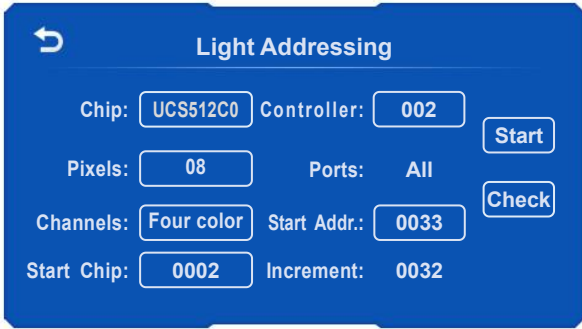 Light Addressing
Chip: UCS512C0 Controller: 002
Start
Pixels: 08 Ports: All
Check
Channels: Four color Start Addr.: 0033
Start Chip: 0002 Increment: 0032